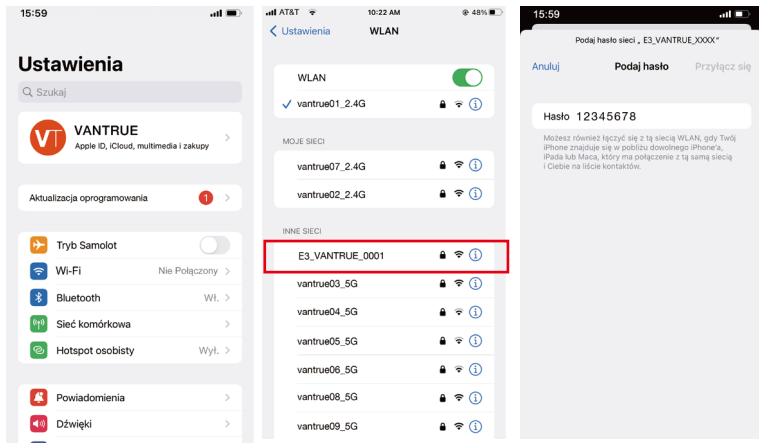 15:59
Ustawienia
Szukaj
VT
VANTRUE
Apple ID, iCloud, multimedia i zakupy
Aktualizacja oprogramowania 1
Tryb Samolot
Wi-Fi Nie Połączony
Bluetooth Wł.
Sieć komórkowa
Hotspot osobisty Wył.
Powiadomienia
Dźwięki
AT&T 10:22 AM 48%
Ustawienia WLAN
WLAN
vantrue01_2.4G
MOJE SIECI
vantrue07_2.4G
vantrue02_2.4G
INNE SIECI
E3_VANTRUE_0001
vantrue03_5G
vantrue04_5G
vantrue05_5G
vantrue06_5G
vantrue08_5G
vantrue09_5G
15:59
Podaj hasło sieci „ E3_VANTRUE_XXXX"
Anuluj Podaj hasło Przyłącz się
Hasło 12345678
Możesz również łączyć się z tą siecią WLAN, gdy Twój
iPhone znajduje się w pobliżu dowolnego iPhone'a,
iPada lub Maca, który ma połączenie z tą samą siecią
i Ciebie na liście kontaktów.